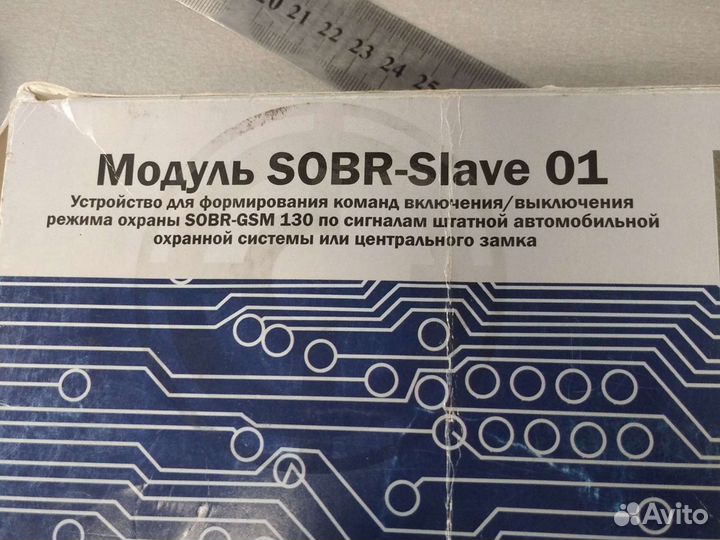 20 21 22 23 24 25
Модуль SOBR-Slave 01
Устройство для формирования команд включения/выключения
режима охраны SOBR-GSM 130 по сигналам штатной автомобильной
охранной системы или центрального замка
Avito